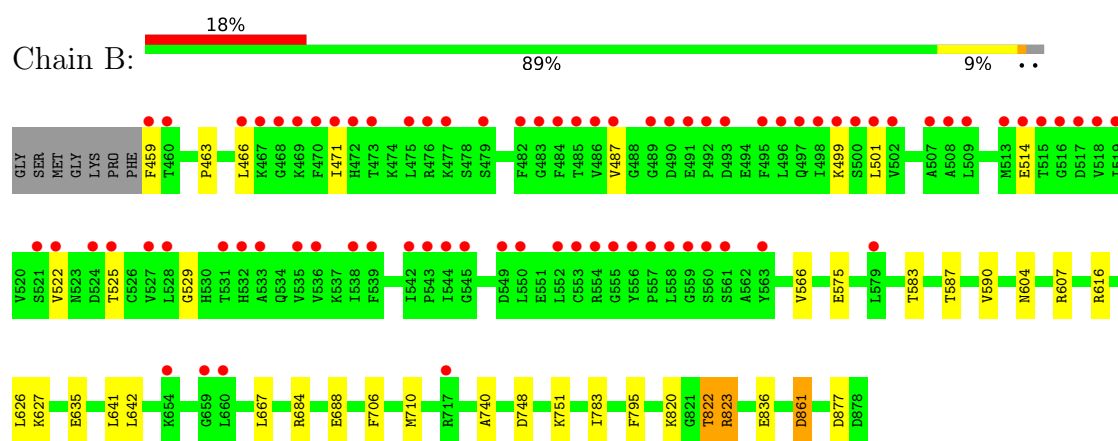 18%
Chain B:
89% 9% • •
GLY SER MET GLY LYS PRO PHE F459 T460 P463 L466 K467 G468 K469 F470 I471 H472 T473 K474 L475 R476 K477 S478 S479 F482 G483 F484 T485 V486 V487 G488 G489 D490 E491 P492 D493 E494 F495 L496 Q497 I498 K499 S500 L501 V502 A507 A508 L509 M513 E514 T515 G516 D517 V518 I519
V520 S521 V522 N523 D524 T525 C526 V527 L528 G529 H530 T531 H532 A533 Q534 V535 V536 K537 I538 F539 I542 P543 I544 G545 D549 L550 E551 L552 C553 R554 G555 Y556 P557 L558 G559 S560 S561 A562 Y563 V566 E575 L579 T583 T587 V590 N604 R607 R616
L626 K627 E635 L641 L642 K654 G659 L660 L667 R684 E688 F706 M710 R717 A740 D748 K751 I783 F795 K820 G821 T822 R823 E836 D861 D877 D878